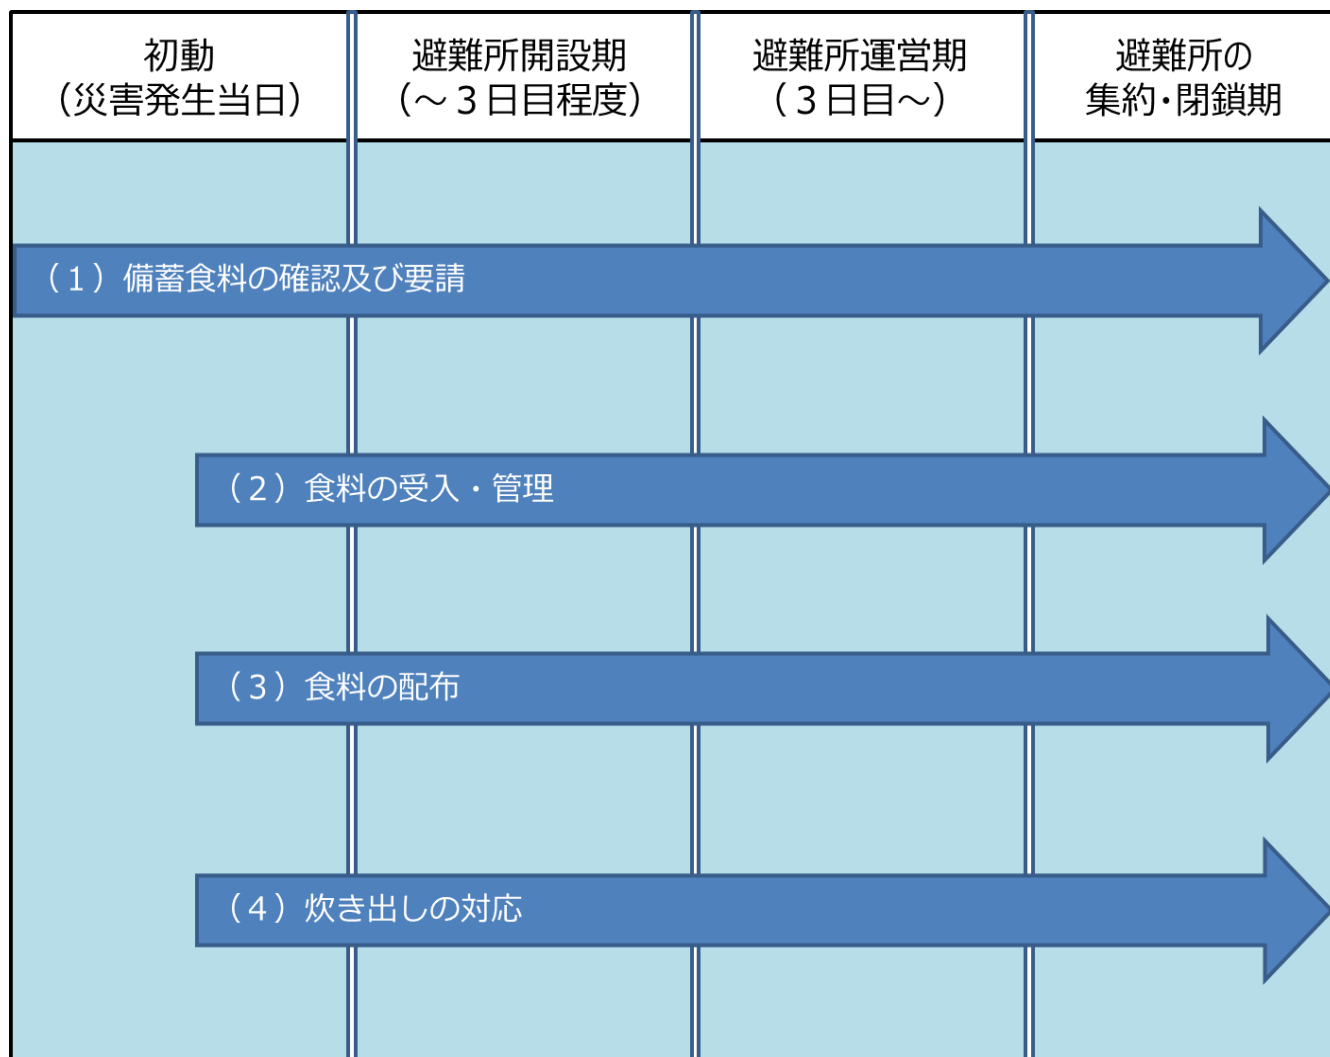 初動
（災害発生当日）
避難所開設期
（～３日目程度）
避難所運営期
（３日目～）
避難所の
集約・閉鎖期
（１）備蓄食料の確認及び要請
（２）食料の受入・管理
（３）食料の配布
（４）炊き出しの対応